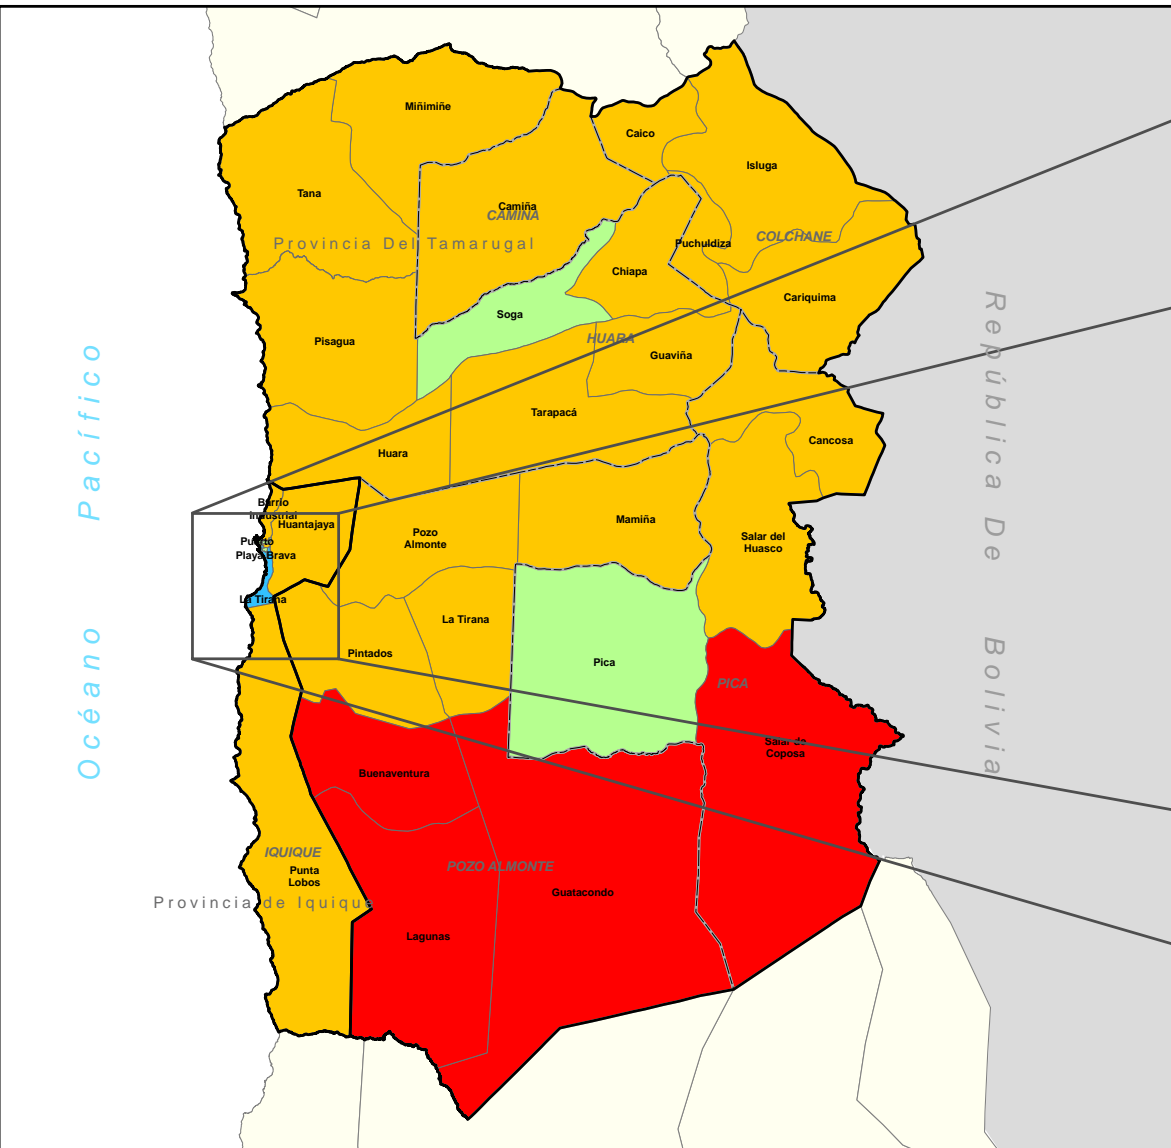 Miñimiñe
Caico
Isluga
Tana
Camiña
CAMIÑA
Provincia Del Tamarugal
Puchuldiza
COLCHANE
Chiapa
Cariquima
Soga
Pisagua
HUARA
Guaviña
Tarapacá
Cancosa
Huara
Barrio
Industrial
Huantajaya
Pozo
Almonte
Mamiña
Salar del
Huasco
Puerto
Playa Brava
La Tirana
La Tirana
Pintados
Pica
PICA
Salar de
Coposa
Buenaventura
IQUIQUE
Punta
Lobos
POZO ALMONTE
Guatacondo
Provincia de Iquique
Lagunas
Océano Pacífico
República De Bolivia